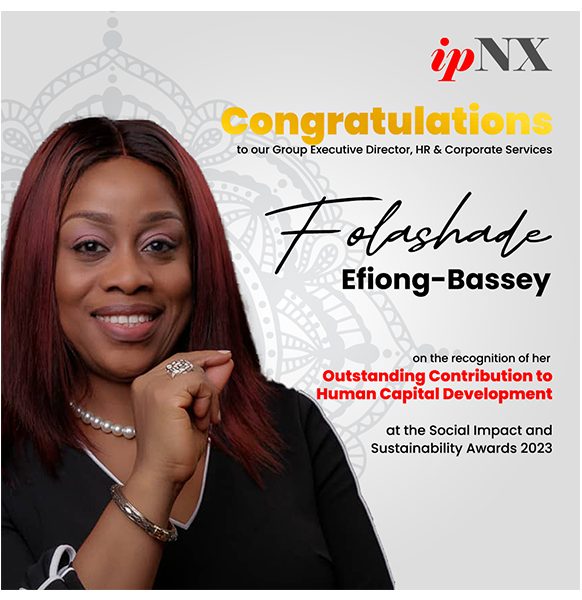 ipNX
Congratulations
to our Group Executive Director, HR & Corporate Services
Folashade
Efiong-Bassey
on the recognition of her
Outstanding Contribution to
Human Capital Development
at the Social Impact and
Sustainability Awards 2023